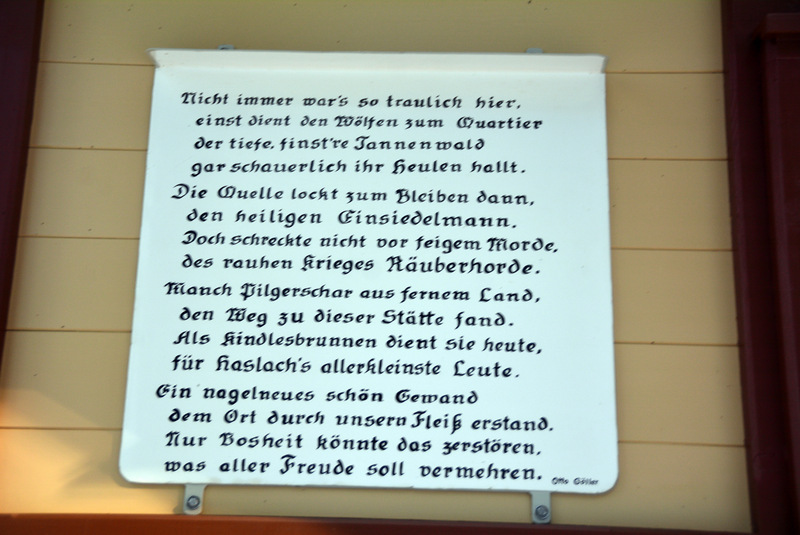 Nicht immer war's so traulich hier,
einst dient den Wölfen zum Quartier
der tiefe, finst're Tannenwald
gar schauerlich ihr Heulen hallt.
Die Quelle lockt zum Bleiben dann,
den heiligen Einsiedelmann.
Doch schreckte nicht vor feigem Morde,
des rauhen Krieges Räuberhorde.
Manch Pilgerschar aus fernem Land,
den Weg zu dieser Stätte fand.
Als Kindlesbrunnen dient sie heute,
für Haslach's allerkleinste Leute.
Ein nagelneues schön Gewand
dem Ort durch unsern Fleiß erstand.
Nur Bosheit könnte das zerstören,
was aller Freude soll vermehren.
Otto